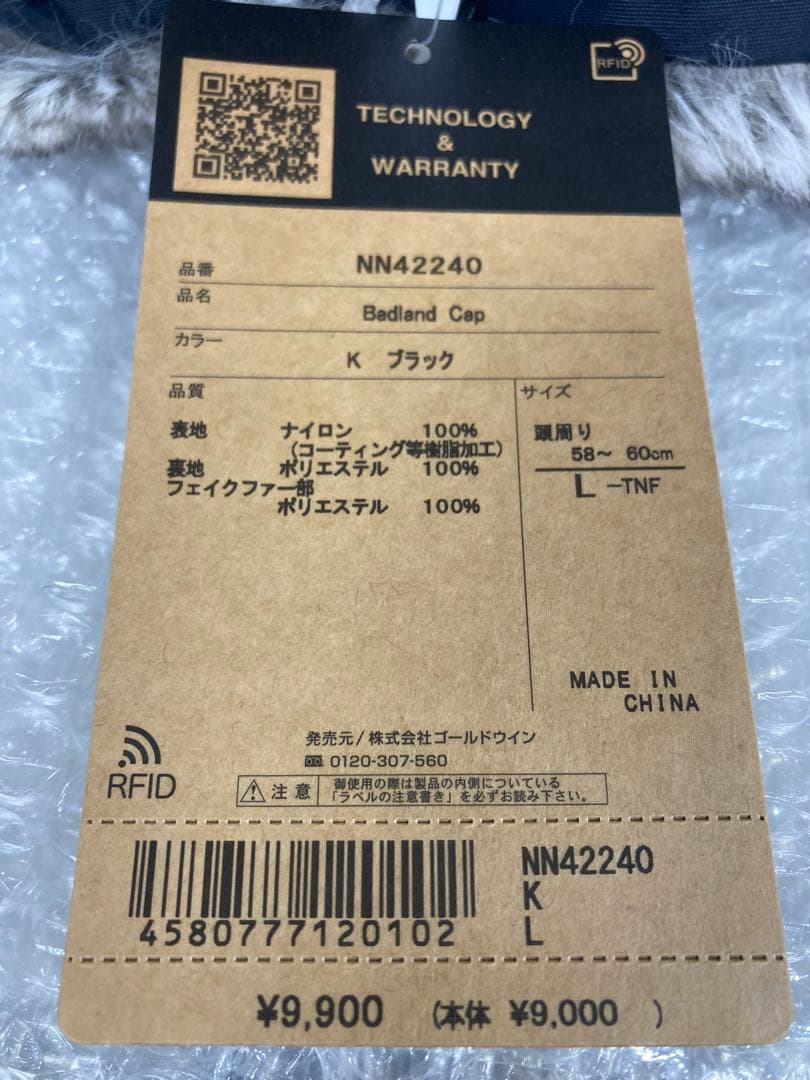 RFID
TECHNOLOGY
&
WARRANTY
品番 NN42240
品名 Badland Cap
カラー K ブラック
品質
表地 ナイロン 100%
(コーティング等樹脂加工)
裏地 ポリエステル 100%
フェイクファー部
ポリエステル 100%
サイズ
頭周り
58～ 60cm
L -TNF
MADE IN
CHINA
RFID
発売元/株式会社ゴールドウイン
0120-307-560
注意
御使用の際は製品の内側についている
「ラベルの注意書き」を必ずお読み下さい。
4580777120102
NN42240
K
L
¥9,900 (本体 ¥9,000 )